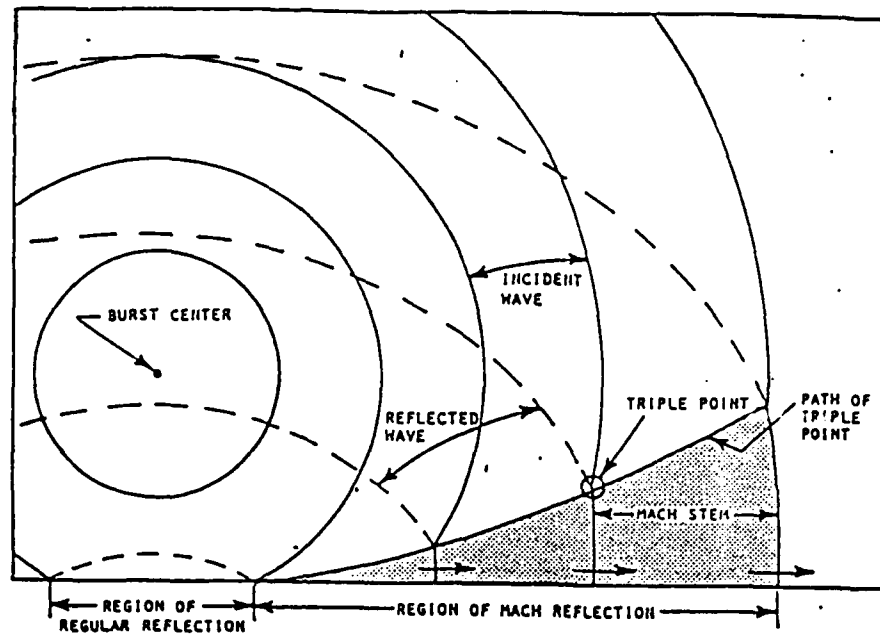 INCIDENT
WAVE
BURST CENTER
REFLECTED
WAVE
TRIPLE POINT
PATH OF
TRIPLE
POINT
MACH STEM
REGION OF
REGULAR REFLECTION
REGION OF MACH REFLECTION